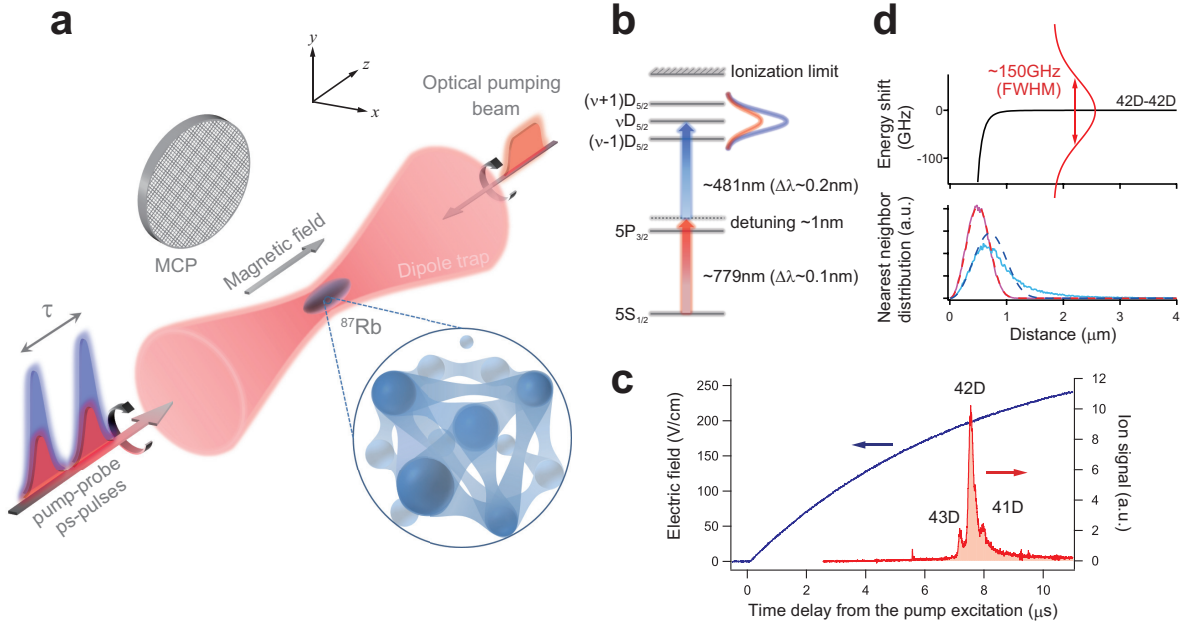 a
y
z
x
Optical pumping
beam
MCP
Magnetic field
Dipole trap
⁸⁷Rb
τ
pump-probe
ps-pulses
b
Ionization limit
(ν+1)D5/2
νD5/2
(ν-1)D5/2
~481nm (Δλ~0.2nm)
detuning ~1nm
5P3/2
~779nm (Δλ~0.1nm)
5S1/2
d
~150GHz
(FWHM)
42D-42D
Energy shift
(GHz)
0
-100
Nearest neighbor
distribution (a.u.)
0
1
2
3
4
Distance (μm)
c
250
200
150
100
50
0
Electric field (V/cm)
42D
43D
41D
12
10
8
6
4
2
0
Ion signal (a.u.)
0
2
4
6
8
10
Time delay from the pump excitation (μs)